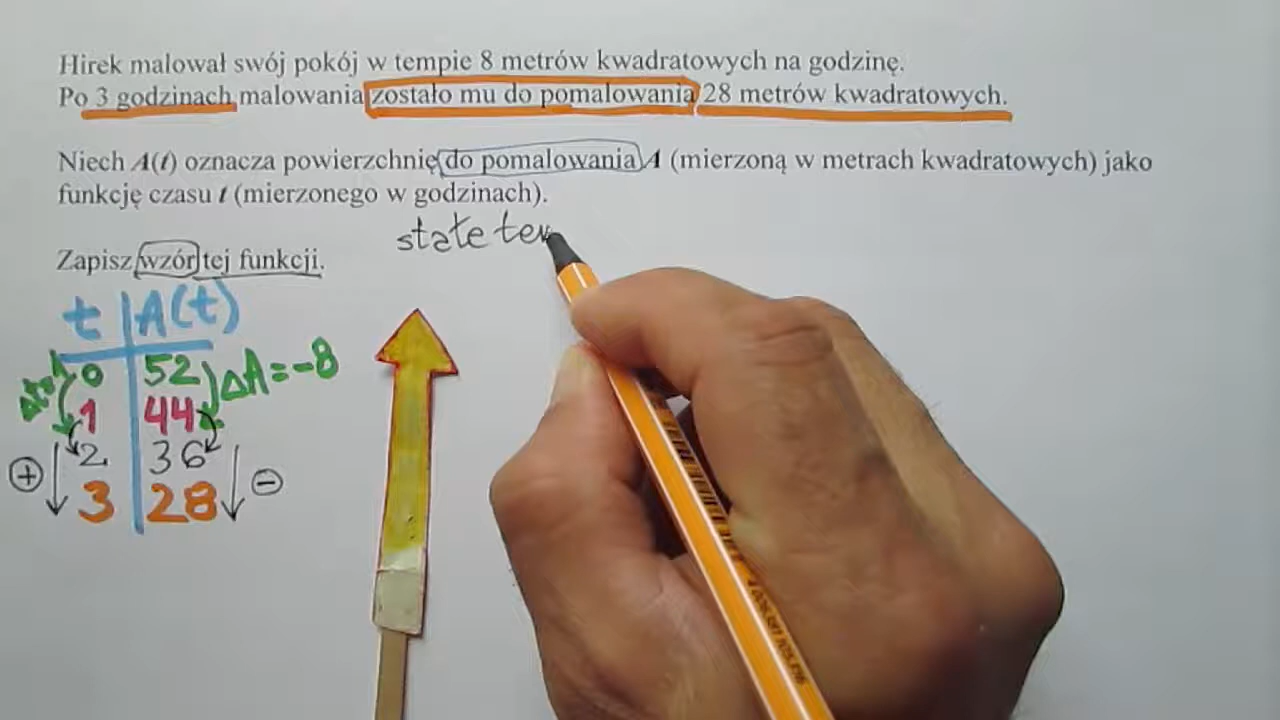 Hirek malował swój pokój w tempie 8 metrów kwadratowych na godzinę.
Po 3 godzinach malowania zostało mu do pomalowania 28 metrów kwadratowych.
Niech A(t) oznacza powierzchnię do pomalowania A (mierzoną w metrach kwadratowych) jako
funkcję czasu t (mierzonego w godzinach).
stałe tem
Zapisz wzór tej funkcji.
t A(t)
0 52 ΔA=-8
1 44
2 36
+ 3 28 -